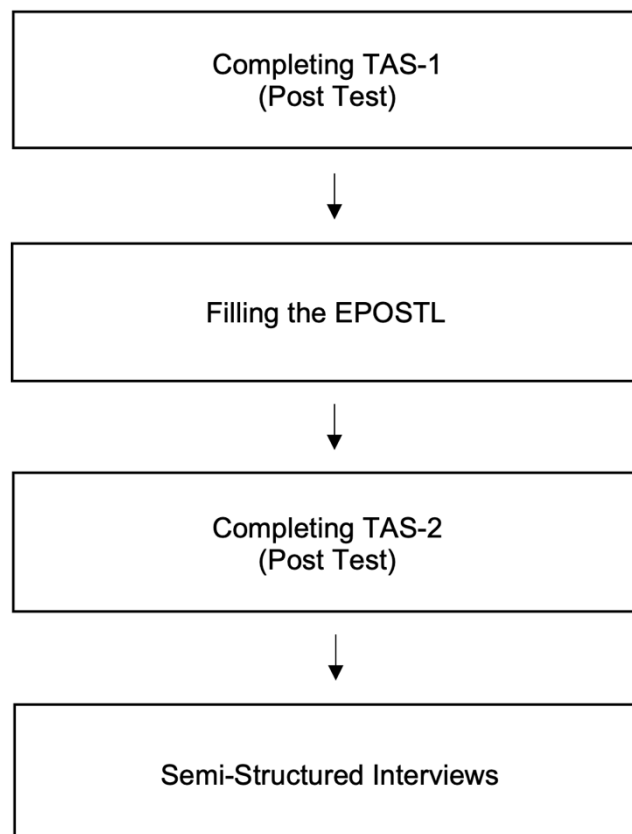 Completing TAS-1
(Post Test)
Filling the EPOSTL
Completing TAS-2
(Post Test)
Semi-Structured Interviews